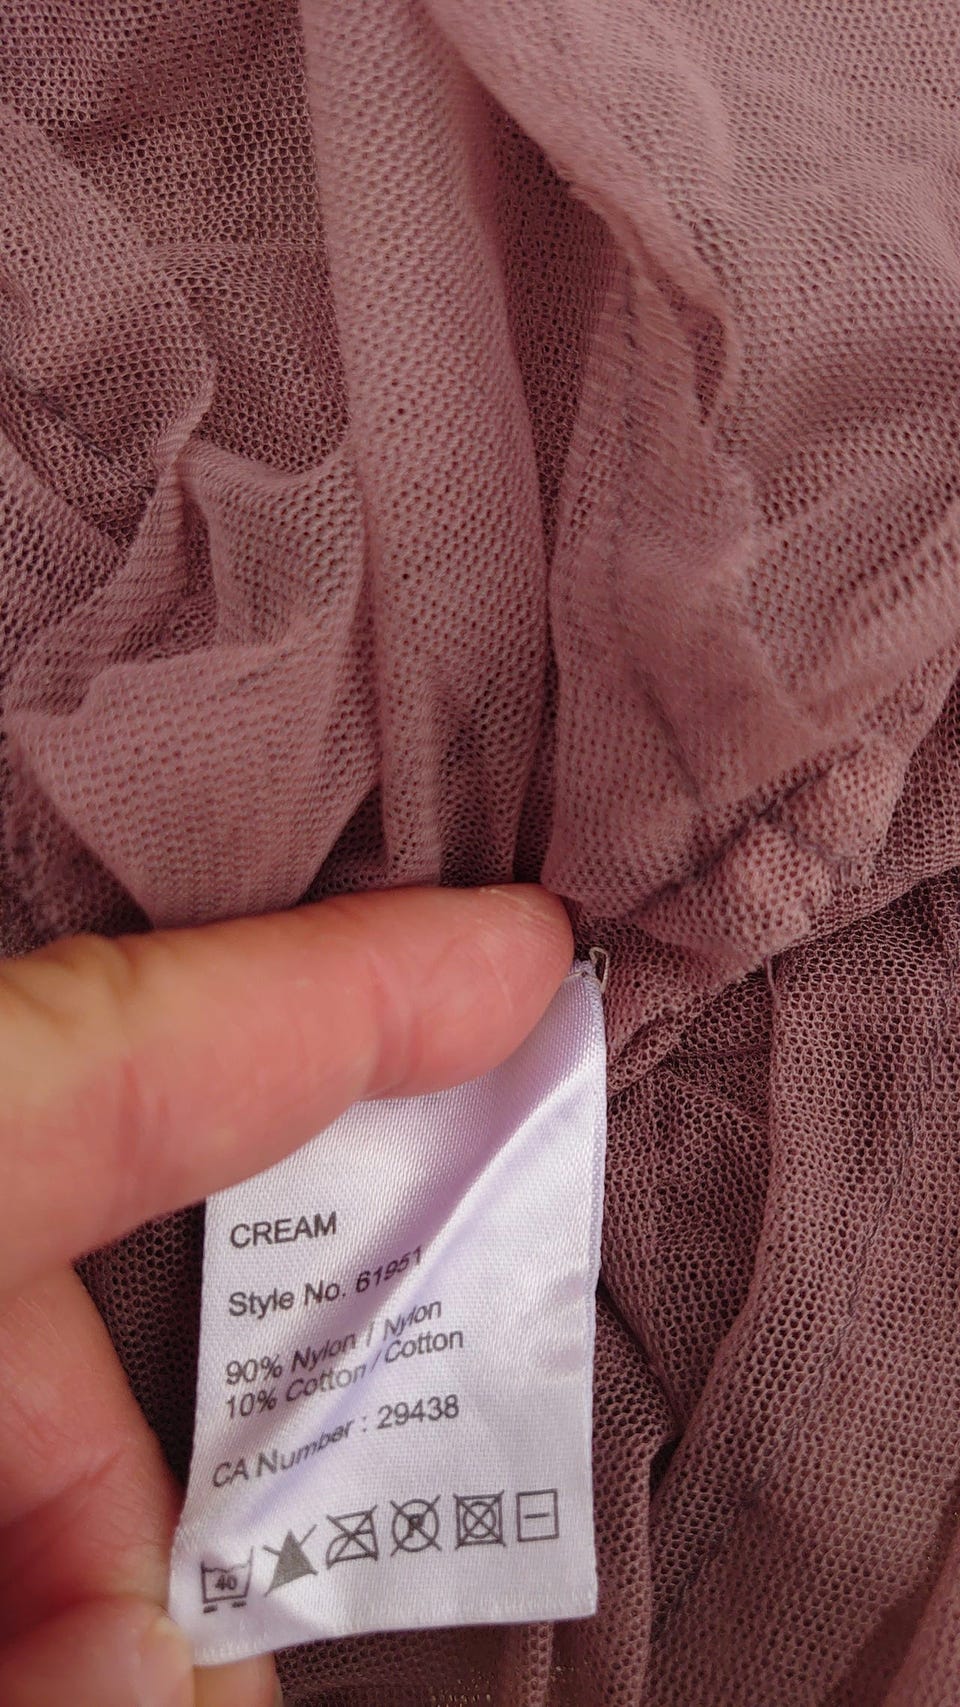 CREAM
Style No. 61951
90% Nylon / Nylon
10% Cotton / Cotton
CA Number : 29438
40
P